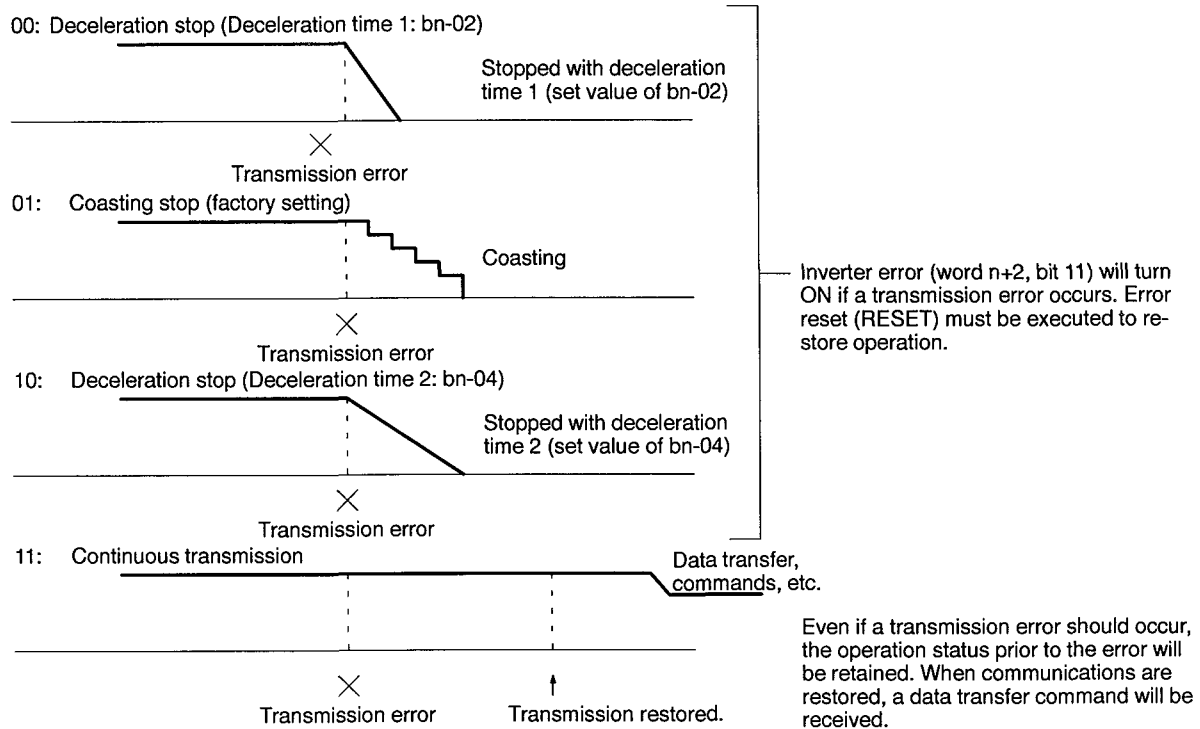 00: Deceleration stop (Deceleration time 1: bn-02)
Stopped with deceleration
time 1 (set value of bn-02)
Transmission error
01: Coasting stop (factory setting)
Coasting
Transmission error
10: Deceleration stop (Deceleration time 2: bn-04)
Stopped with deceleration
time 2 (set value of bn-04)
Transmission error
Inverter error (word n+2, bit 11) will turn
ON if a transmission error occurs. Error
reset (RESET) must be executed to re-
store operation.
11: Continuous transmission
Data transfer,
commands, etc.
Transmission error
Transmission restored.
Even if a transmission error should occur,
the operation status prior to the error will
be retained. When communications are
restored, a data transfer command will be
received.